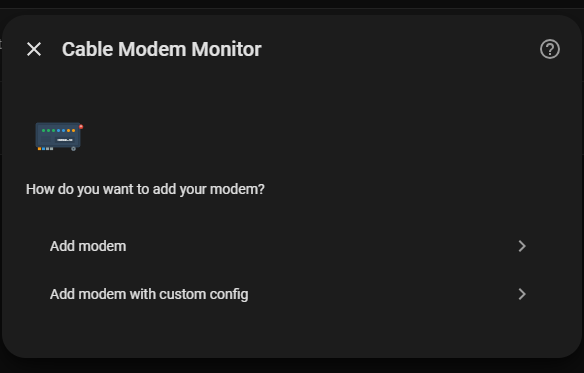 Cable Modem Monitor
How do you want to add your modem?
Add modem
Add modem with custom config